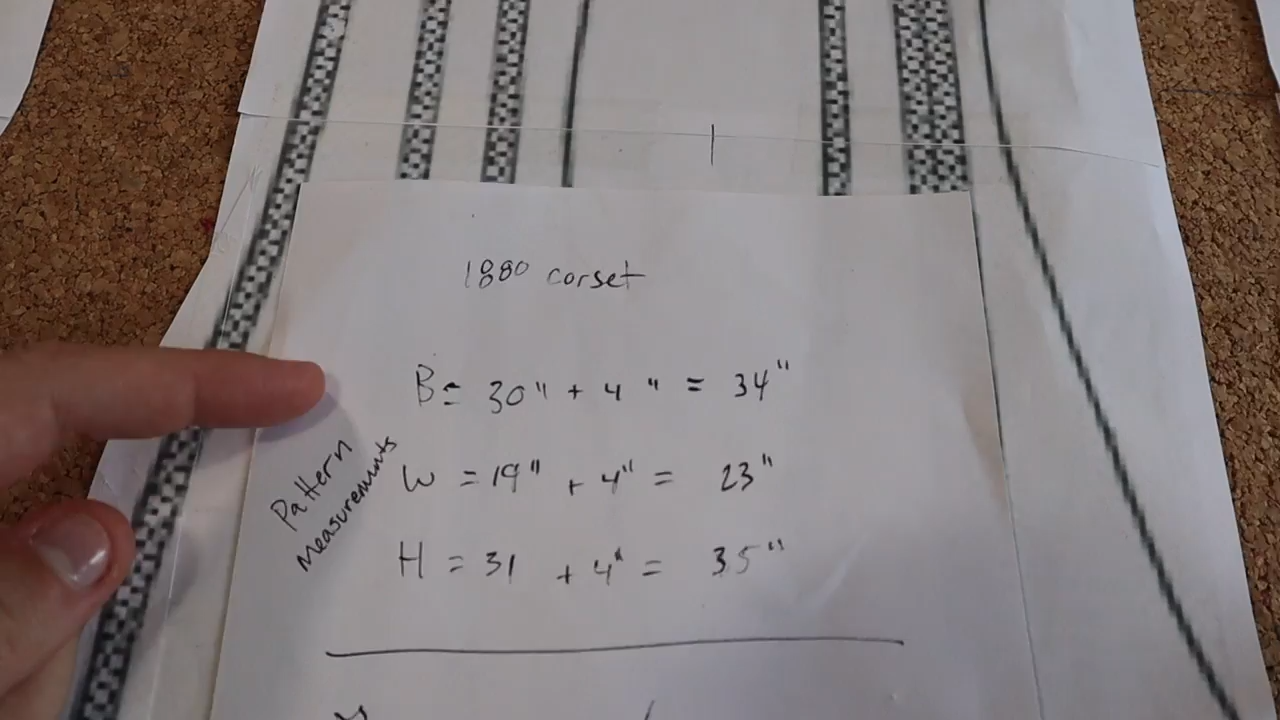 1880 corset
B = 30" + 4" = 34"
W = 19" + 4" = 23"
H = 31 + 4" = 35"
Pattern
Measurements